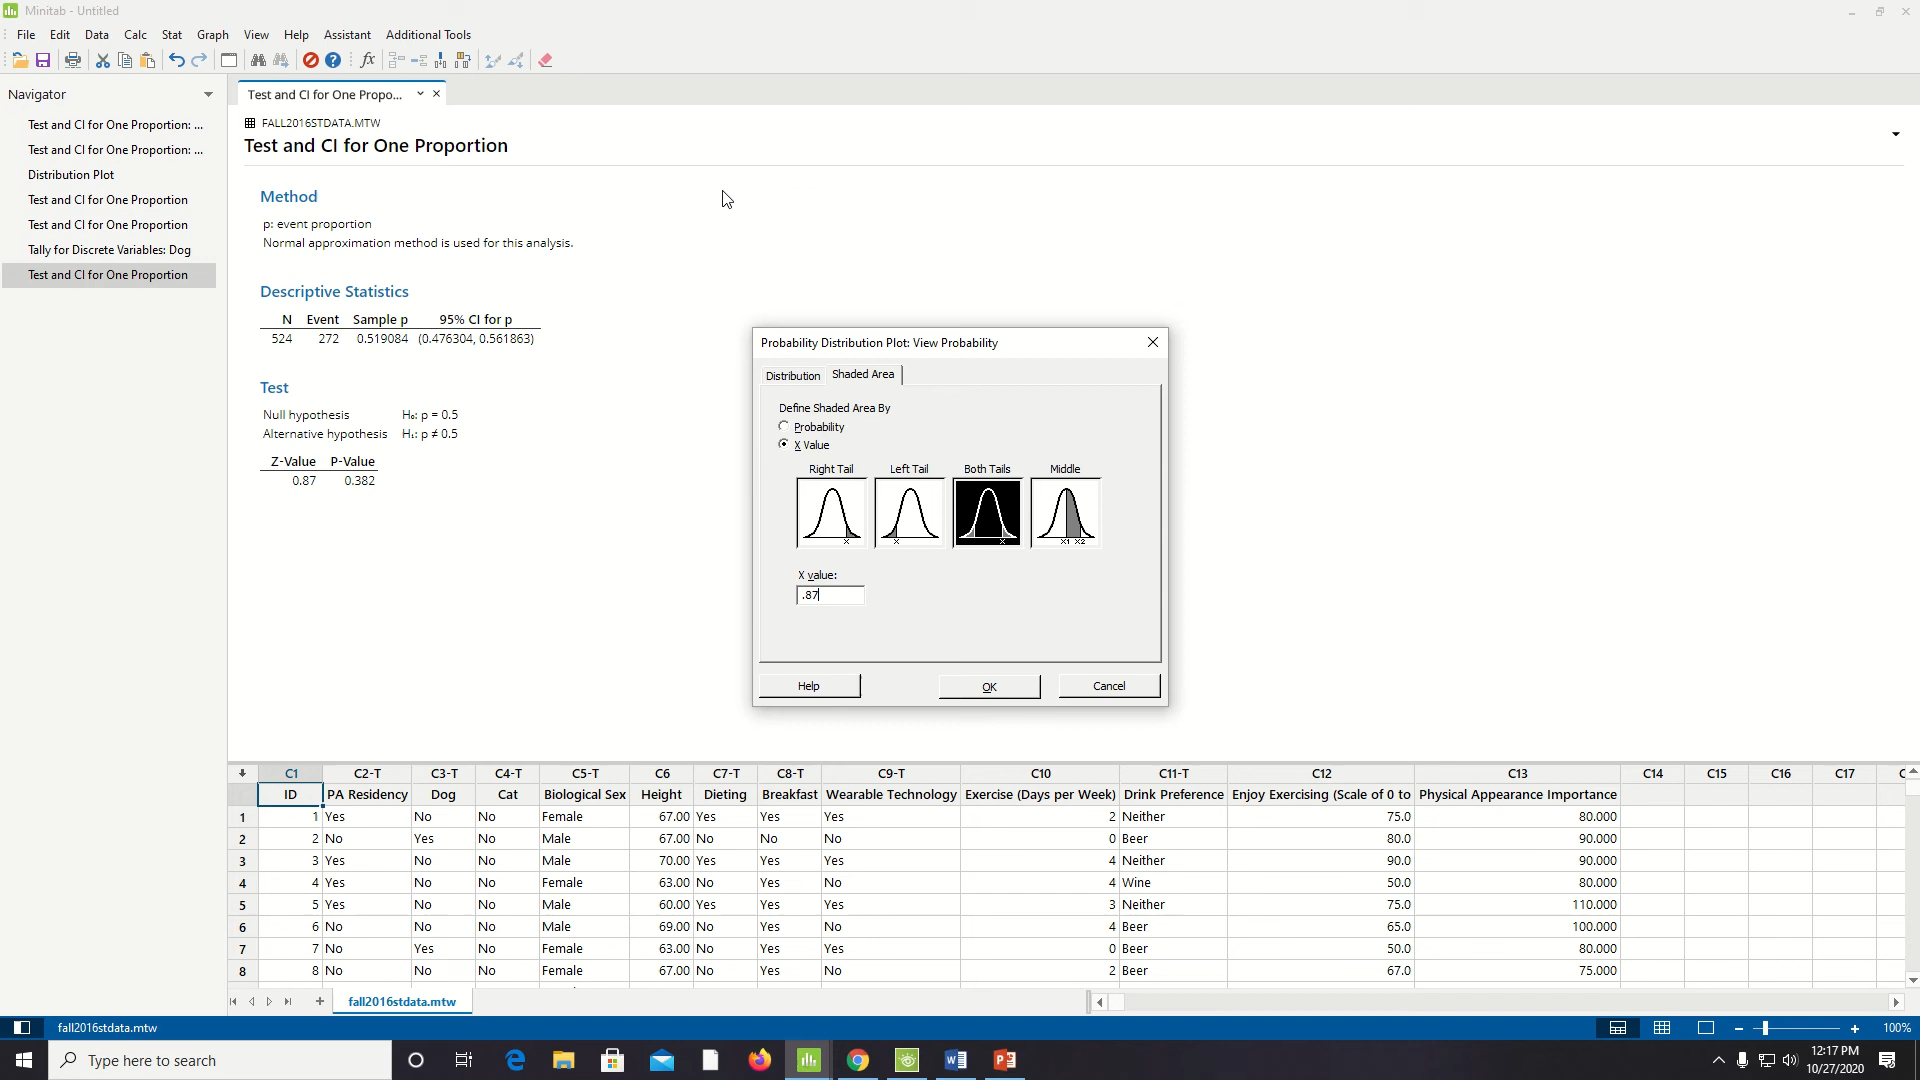 Minitab - Untitled
File Edit Data Calc Stat Graph View Help Assistant Additional Tools
Navigator
Test and CI for One Propo...
Test and CI for One Proportion: ...
Test and CI for One Proportion: ...
Distribution Plot
Test and CI for One Proportion
Test and CI for One Proportion
Tally for Discrete Variables: Dog
Test and CI for One Proportion
FALL2016STDATA.MTW
Test and CI for One Proportion
Method
p: event proportion
Normal approximation method is used for this analysis.
Descriptive Statistics
N Event Sample p 95% CI for p
524 272 0.519084 (0.476304, 0.561863)
Test
Null hypothesis H₀: p = 0.5
Alternative hypothesis H₁: p ≠ 0.5
Z-Value P-Value
0.87 0.382
Probability Distribution Plot: View Probability
Distribution Shaded Area
Define Shaded Area By
Probability
X Value
Right Tail Left Tail Both Tails Middle
X X X X1 X2
X value:
.87
Help OK Cancel
C1 C2-T C3-T C4-T C5-T C6 C7-T C8-T C9-T C10 C11-T C12 C13 C14 C15 C16 C17
ID PA Residency Dog Cat Biological Sex Height Dieting Breakfast Wearable Technology Exercise (Days per Week) Drink Preference Enjoy Exercising (Scale of 0 to Physical Appearance Importance
1 1 Yes No No Female 67.00 Yes Yes Yes 2 Neither 75.0 80.000
2 2 No Yes No Male 67.00 No No No 0 Beer 80.0 90.000
3 3 Yes No No Male 70.00 Yes Yes Yes 4 Neither 90.0 90.000
4 4 Yes No No Female 63.00 No Yes No 4 Wine 50.0 80.000
5 5 Yes No No Male 60.00 Yes Yes Yes 3 Neither 75.0 110.000
6 6 No No No Male 69.00 No Yes No 4 Beer 65.0 100.000
7 7 No Yes No Female 63.00 No Yes Yes 0 Beer 50.0 80.000
8 8 No No No Female 67.00 No Yes No 2 Beer 67.0 75.000
fall2016stdata.mtw
fall2016stdata.mtw
100%
Type here to search
12:17 PM
10/27/2020